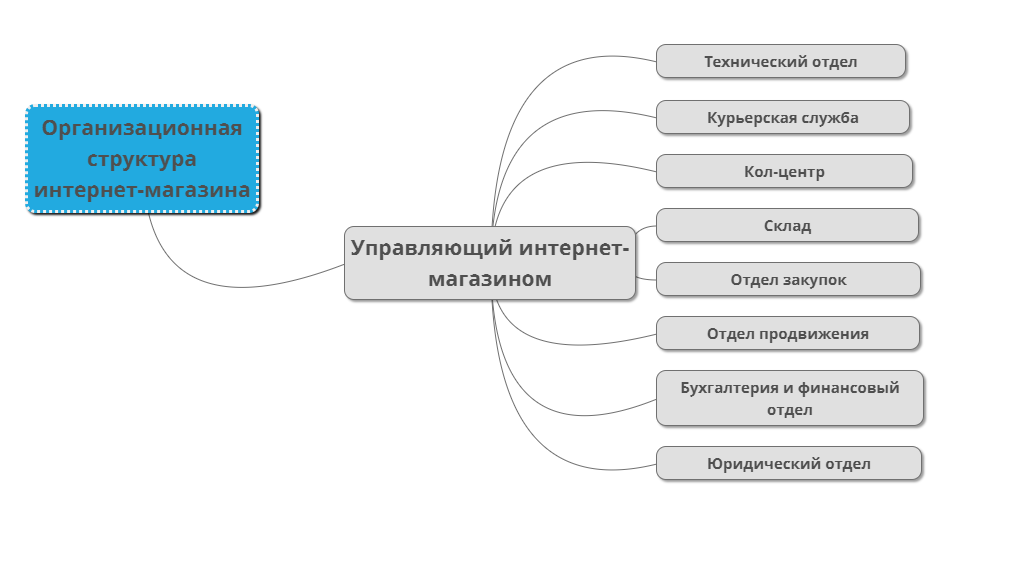 Организационная
структура
интернет-магазина
Управляющий интернет-
магазином
Технический отдел
Курьерская служба
Кол-центр
Склад
Отдел закупок
Отдел продвижения
Бухгалтерия и финансовый
отдел
Юридический отдел